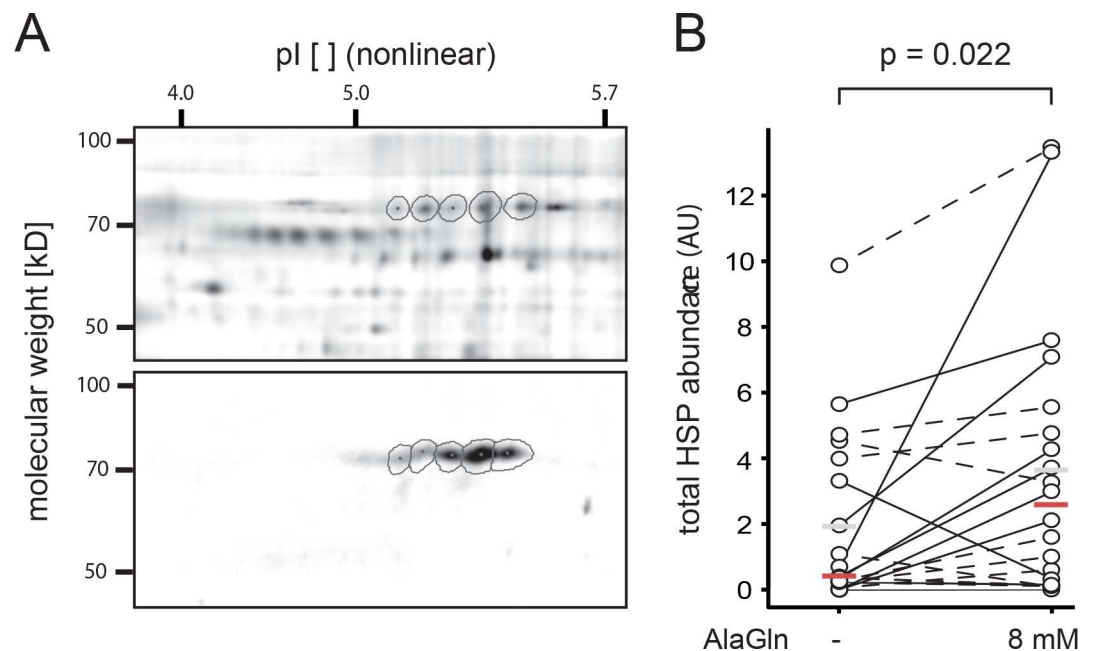 A
pI [ ] (nonlinear)
4.0 5.0 5.7
100
70
50
100
70
50
molecular weight [kD]
B
p = 0.022
12
10
8
6
4
2
0
total HSP abundace (AU)
AlaGln - 8 mM